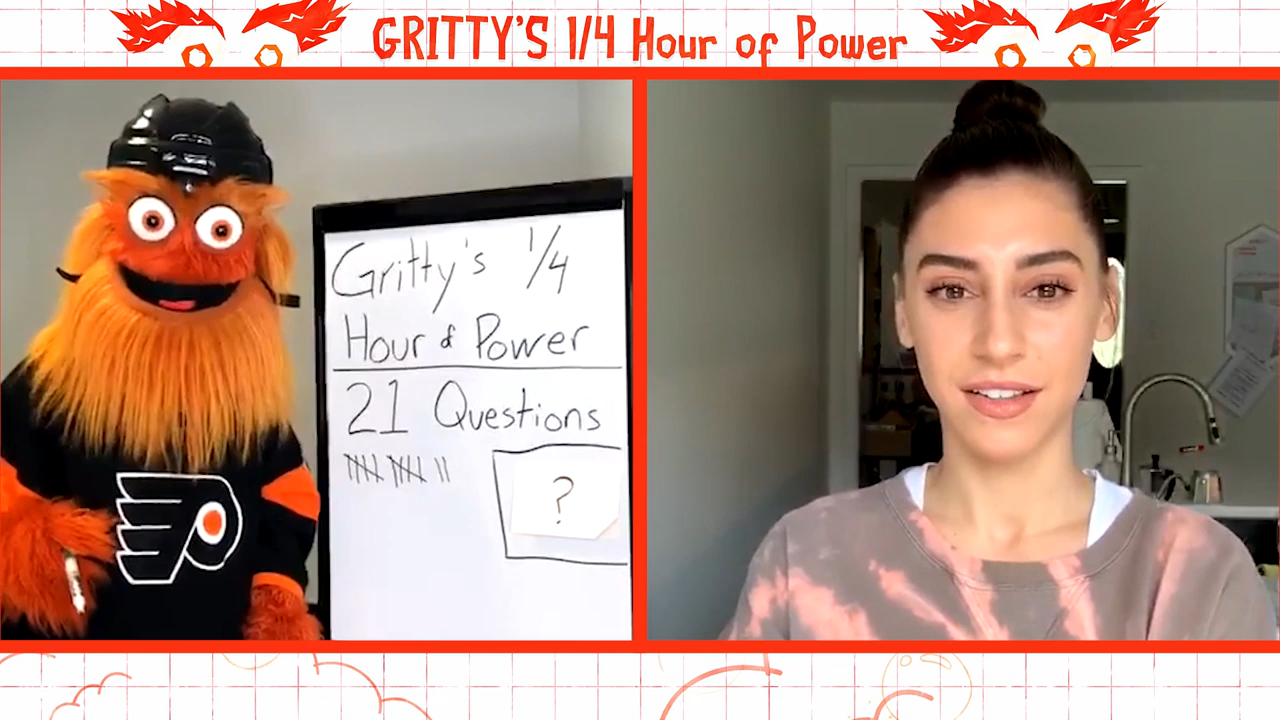 GRITTY'S 1/4 Hour of Power
Gritty's 1/4
Hour of Power
21 Questions
?